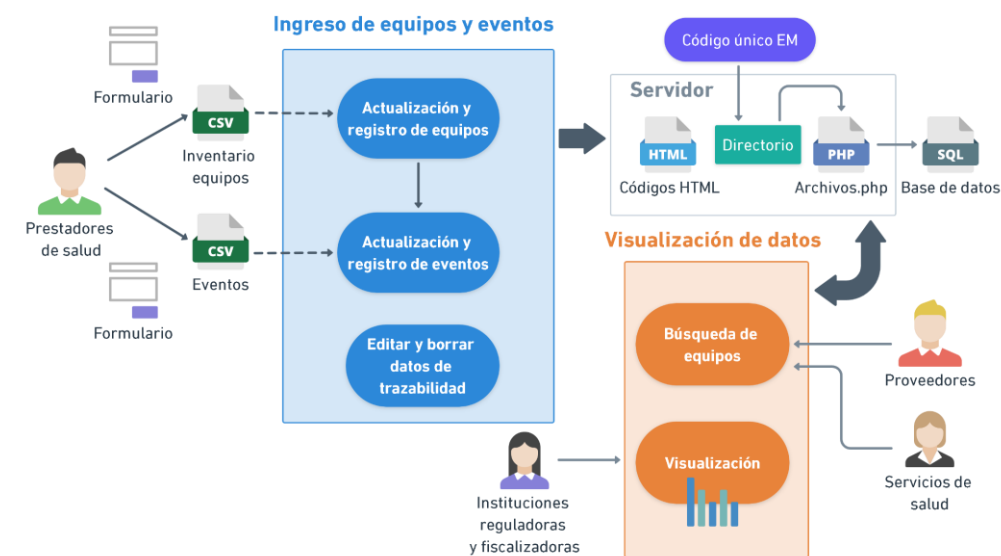 Ingreso de equipos y eventos
Formulario
CSV
Inventario
equipos
Prestadores
de salud
CSV
Eventos
Formulario
Actualización y
registro de equipos
Actualización y
registro de eventos
Editar y borrar
datos de
trazabilidad
Código único EM
Servidor
HTML
Códigos HTML
Directorio
PHP
Archivos.php
SQL
Base de datos
Visualización de datos
Búsqueda de
equipos
Visualización
Proveedores
Servicios de
salud
Instituciones
reguladoras
y fiscalizadoras